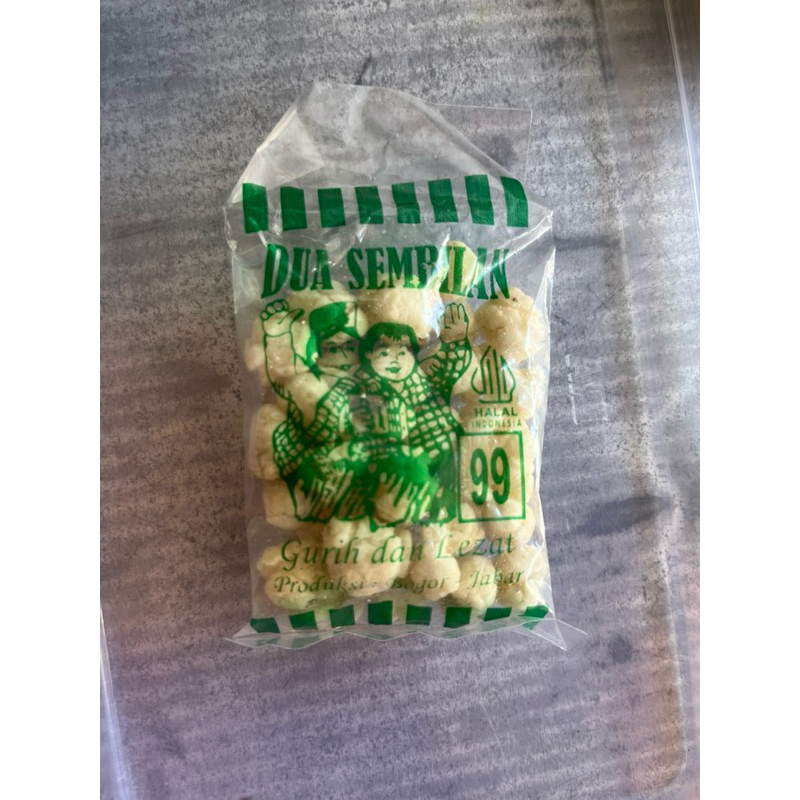 DUA SEMBILAN
HALAL
INDONESIA
99
Gurih dan Lezat
Produksi : Bogor - Jabar